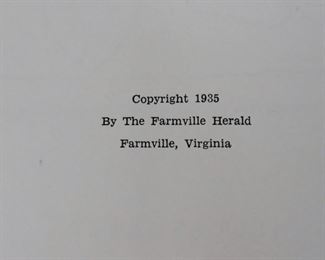 Copyright 1935
By The Farmville Herald
Farmville, Virginia